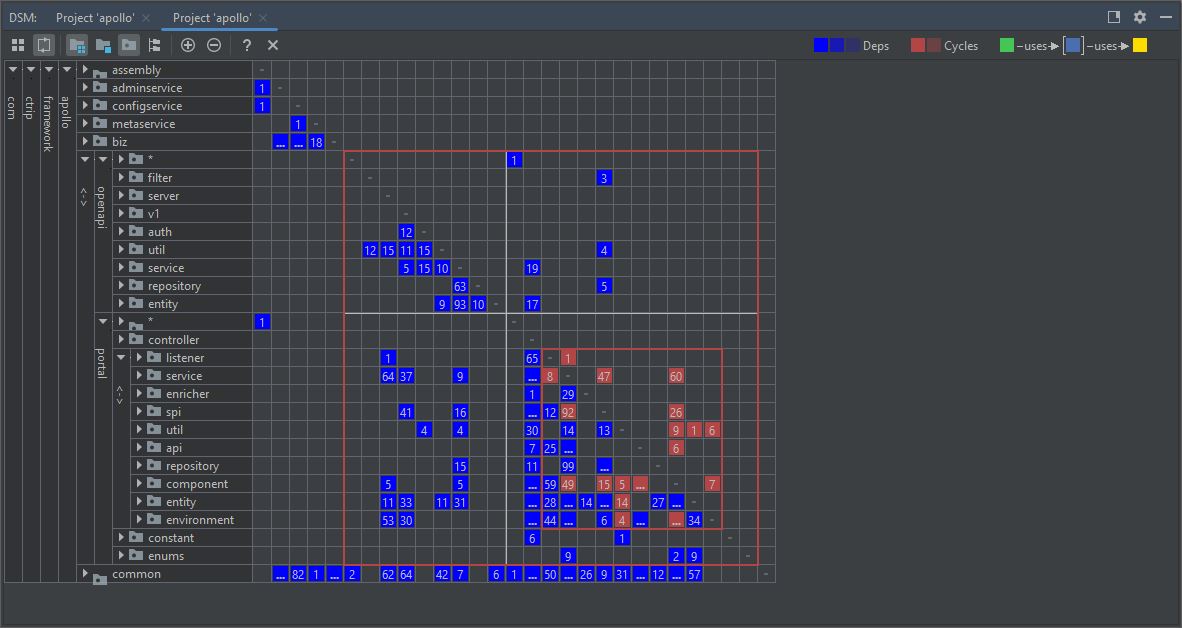 DSM: Project 'apollo' × Project 'apollo' ×
? Deps Cycles –uses→ [ ] –uses→
com ctrip framework apollo
assembly -
adminservice 1 -
configservice 1 -
metaservice 1 -
biz ... ... 18 -
openapi
* - 1
filter - 3
server -
v1 -
auth 12 -
util 12 15 11 15 - 4
service 5 15 10 - 19
repository 63 - 5
entity 9 93 10 - 17
portal
* 1 -
controller -
listener 1 65 - 1
service 64 37 9 ... 8 - 47 60
enricher 1 29 -
spi 41 16 ... 12 92 - 26
util 4 4 30 14 13 - 9 1 6
api 7 25 ... - 6
repository 15 11 99 ... -
component 5 5 ... 59 49 15 5 ... - 7
entity 11 33 11 31 ... 28 ... 14 ... 14 27 ... -
environment 53 30 ... 44 ... 6 4 ... ... 34 -
constant 6 1 -
enums 9 2 9 -
common ... 82 1 ... 2 62 64 42 7 6 1 ... 50 ... 26 9 31 ... 12 ... 57 -